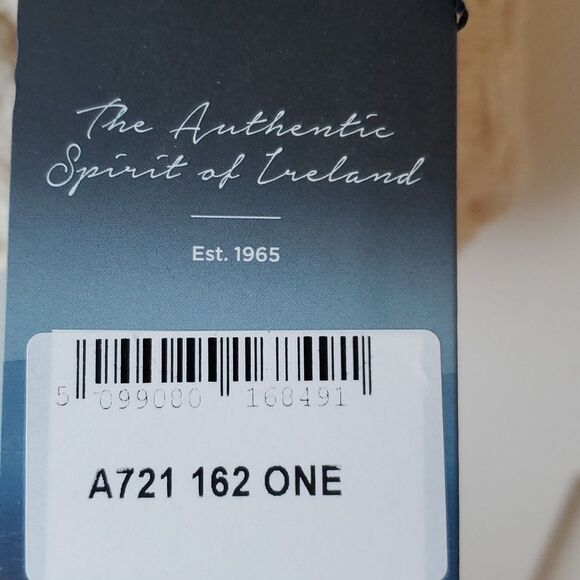 The Authentic
Spirit of Ireland
Est. 1965
5 099080 168491
A721 162 ONE